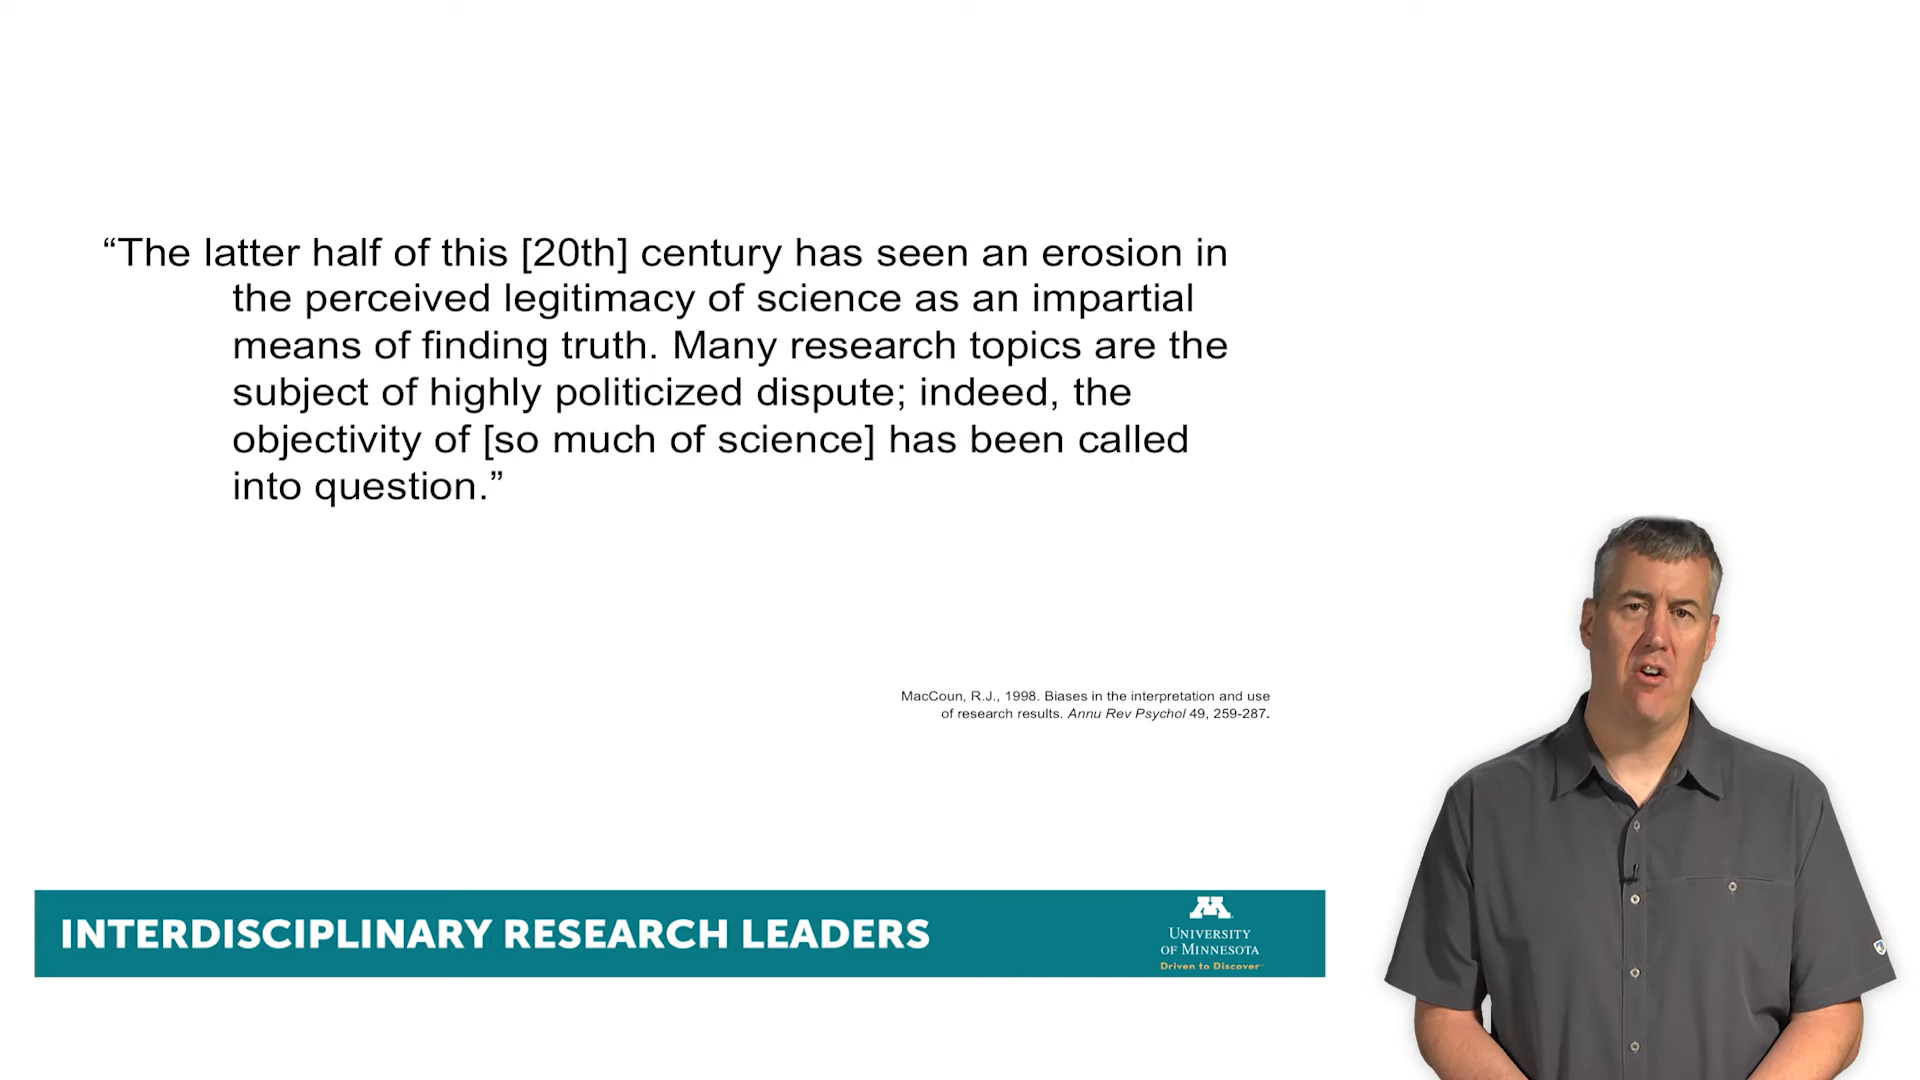 “The latter half of this [20th] century has seen an erosion in
the perceived legitimacy of science as an impartial
means of finding truth. Many research topics are the
subject of highly politicized dispute; indeed, the
objectivity of [so much of science] has been called
into question.”
MacCoun, R.J., 1998. Biases in the interpretation and use
of research results. Annu Rev Psychol 49, 259-287.
INTERDISCIPLINARY RESEARCH LEADERS
M
UNIVERSITY
OF MINNESOTA
Driven to Discover℠